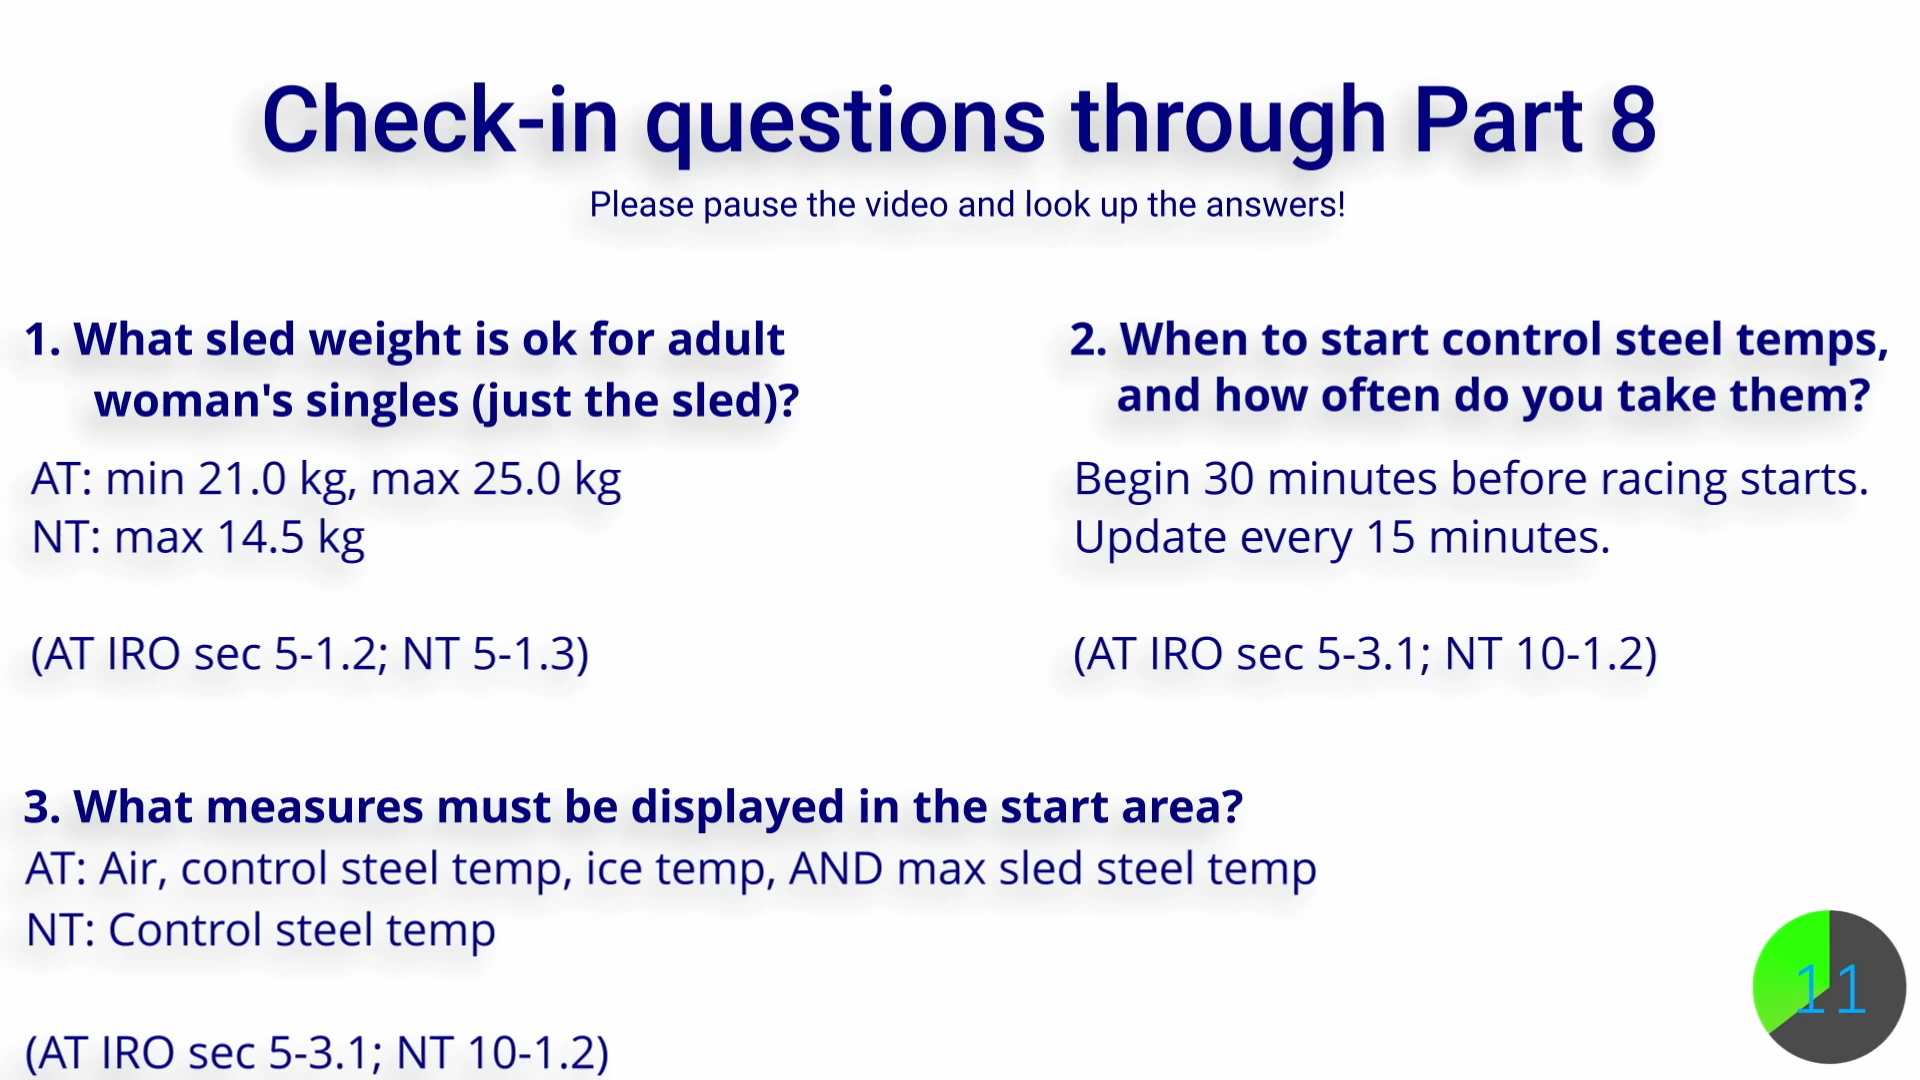 Check-in questions through Part 8
Please pause the video and look up the answers!
1. What sled weight is ok for adult
woman's singles (just the sled)?
AT: min 21.0 kg, max 25.0 kg
NT: max 14.5 kg
(AT IRO sec 5-1.2; NT 5-1.3)
2. When to start control steel temps,
and how often do you take them?
Begin 30 minutes before racing starts.
Update every 15 minutes.
(AT IRO sec 5-3.1; NT 10-1.2)
3. What measures must be displayed in the start area?
AT: Air, control steel temp, ice temp, AND max sled steel temp
NT: Control steel temp
(AT IRO sec 5-3.1; NT 10-1.2)
11